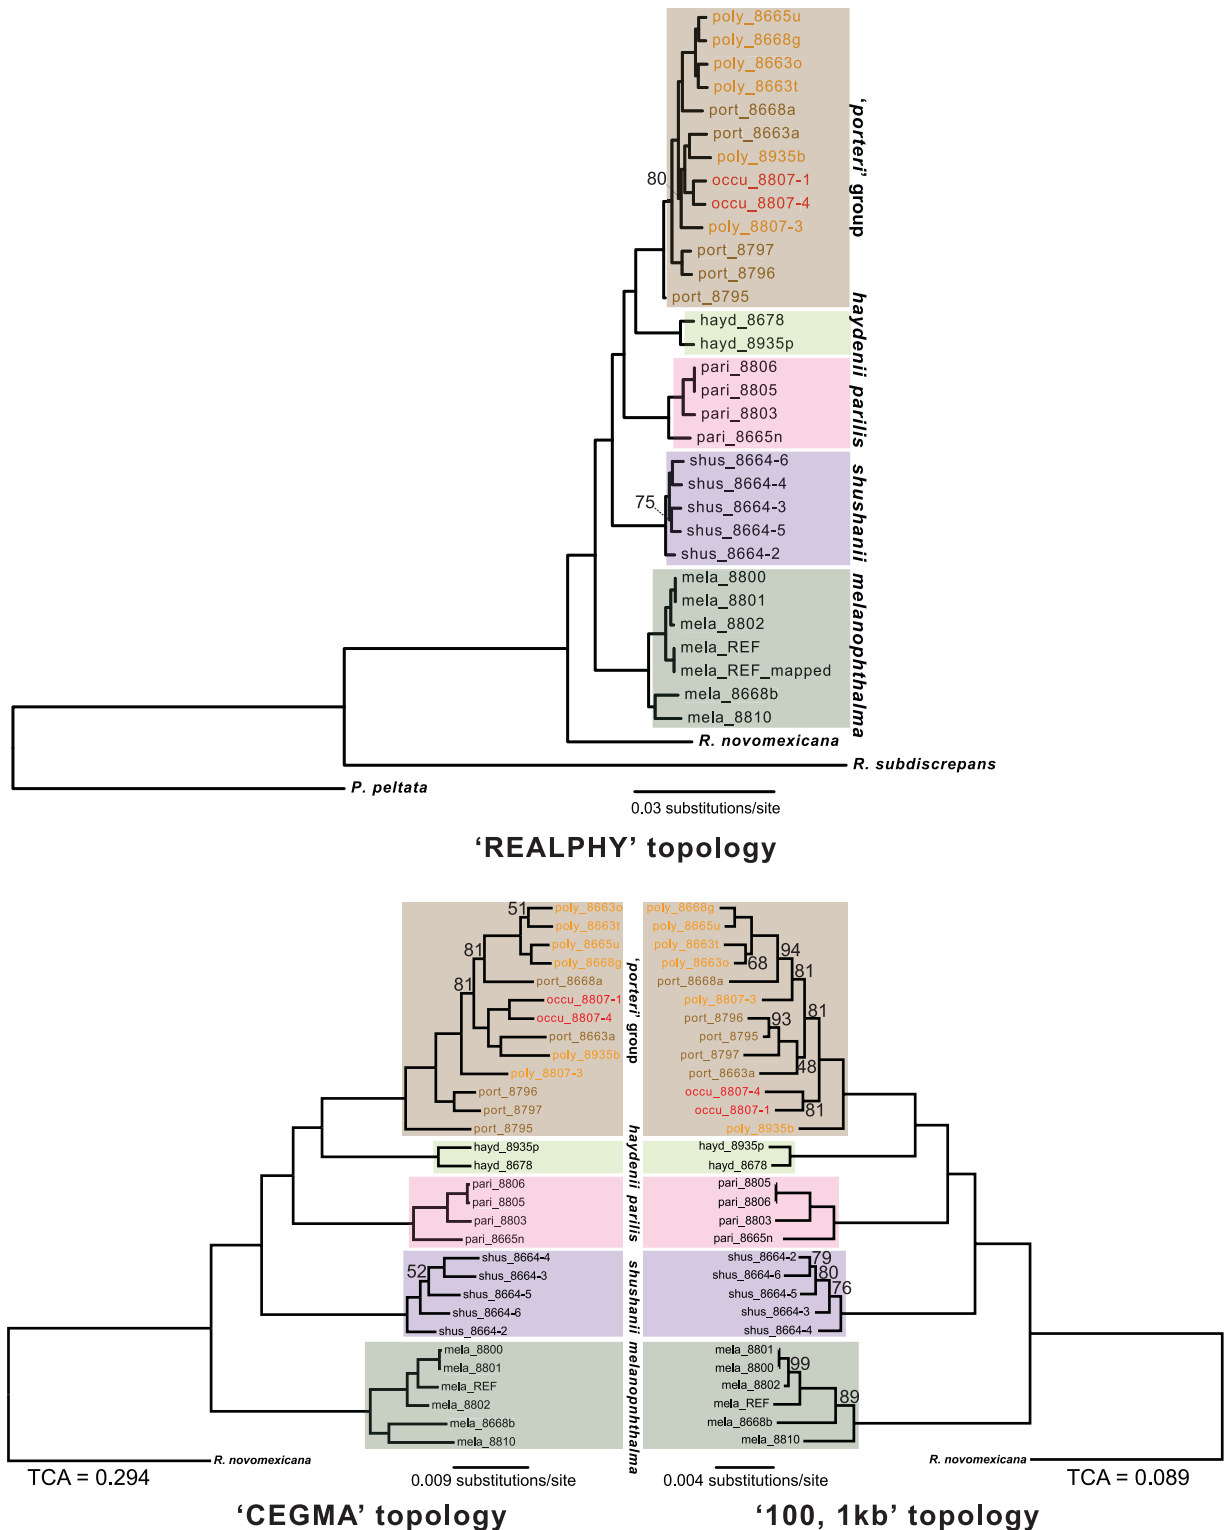 poly_8665u
poly_8668g
poly_8663o
poly_8663t
port_8668a
port_8663a
poly_8935b
80
occu_8807-1
occu_8807-4
poly_8807-3
port_8797
port_8796
port_8795
hayd_8678
hayd_8935p
pari_8806
pari_8805
pari_8803
pari_8665n
shus_8664-6
shus_8664-4
75
shus_8664-3
shus_8664-5
shus_8664-2
mela_8800
mela_8801
mela_8802
mela_REF
mela_REF_mapped
mela_8668b
mela_8810
R. novomexicana
R. subdiscrepans
P. peltata
‘porteri’ group
haydenii
parilis
shushanii
melanophthalma
0.03 substitutions/site
‘REALPHY’ topology
51
poly_8663o
poly_8663t
poly_8665u
81
poly_8668g
81
port_8668a
occu_8807-1
occu_8807-4
port_8663a
poly_8935b
poly_8807-3
port_8796
port_8797
port_8795
hayd_8935p
hayd_8678
pari_8806
pari_8805
pari_8803
pari_8665n
shus_8664-4
52
shus_8664-3
shus_8664-5
shus_8664-6
shus_8664-2
mela_8800
mela_8801
mela_REF
mela_8802
mela_8668b
mela_8810
R. novomexicana
TCA = 0.294
0.009 substitutions/site
‘CEGMA’ topology
‘porteri’ group
haydenii
parilis
shushanii
melanopnhthalma
poly_8668g
poly_8665u
poly_8663t
94
poly_8663o
68
port_8668a
81
poly_8807-3
port_8796
93
81
port_8795
port_8797
48
port_8663a
occu_8807-4
occu_8807-1
81
poly_8935b
hayd_8935p
hayd_8678
pari_8805
pari_8806
pari_8803
pari_8665n
shus_8664-2
79
shus_8664-6
80
shus_8664-5
76
shus_8664-3
shus_8664-4
mela_8801
mela_8800
99
mela_8802
mela_REF
89
mela_8668b
mela_8810
R. novomexicana
TCA = 0.089
0.004 substitutions/site
‘100, 1kb’ topology